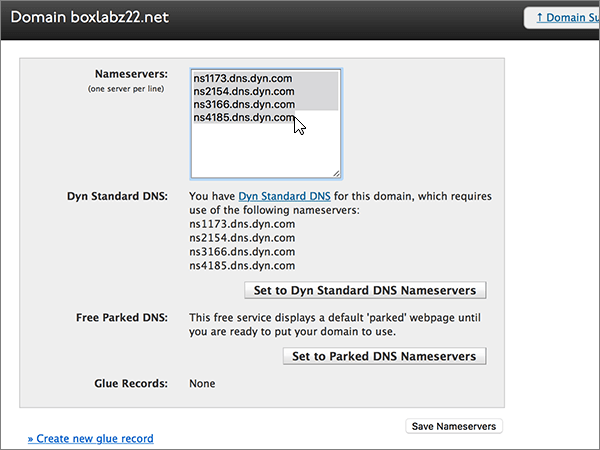 Domain boxlabz22.net
↑ Domain Su
Nameservers:
(one server per line)
ns1173.dns.dyn.com
ns2154.dns.dyn.com
ns3166.dns.dyn.com
ns4185.dns.dyn.com
Dyn Standard DNS:
You have Dyn Standard DNS for this domain, which requires
use of the following nameservers:
ns1173.dns.dyn.com
ns2154.dns.dyn.com
ns3166.dns.dyn.com
ns4185.dns.dyn.com
Set to Dyn Standard DNS Nameservers
Free Parked DNS:
This free service displays a default 'parked' webpage until
you are ready to put your domain to use.
Set to Parked DNS Nameservers
Glue Records:
None
Save Nameservers
» Create new glue record